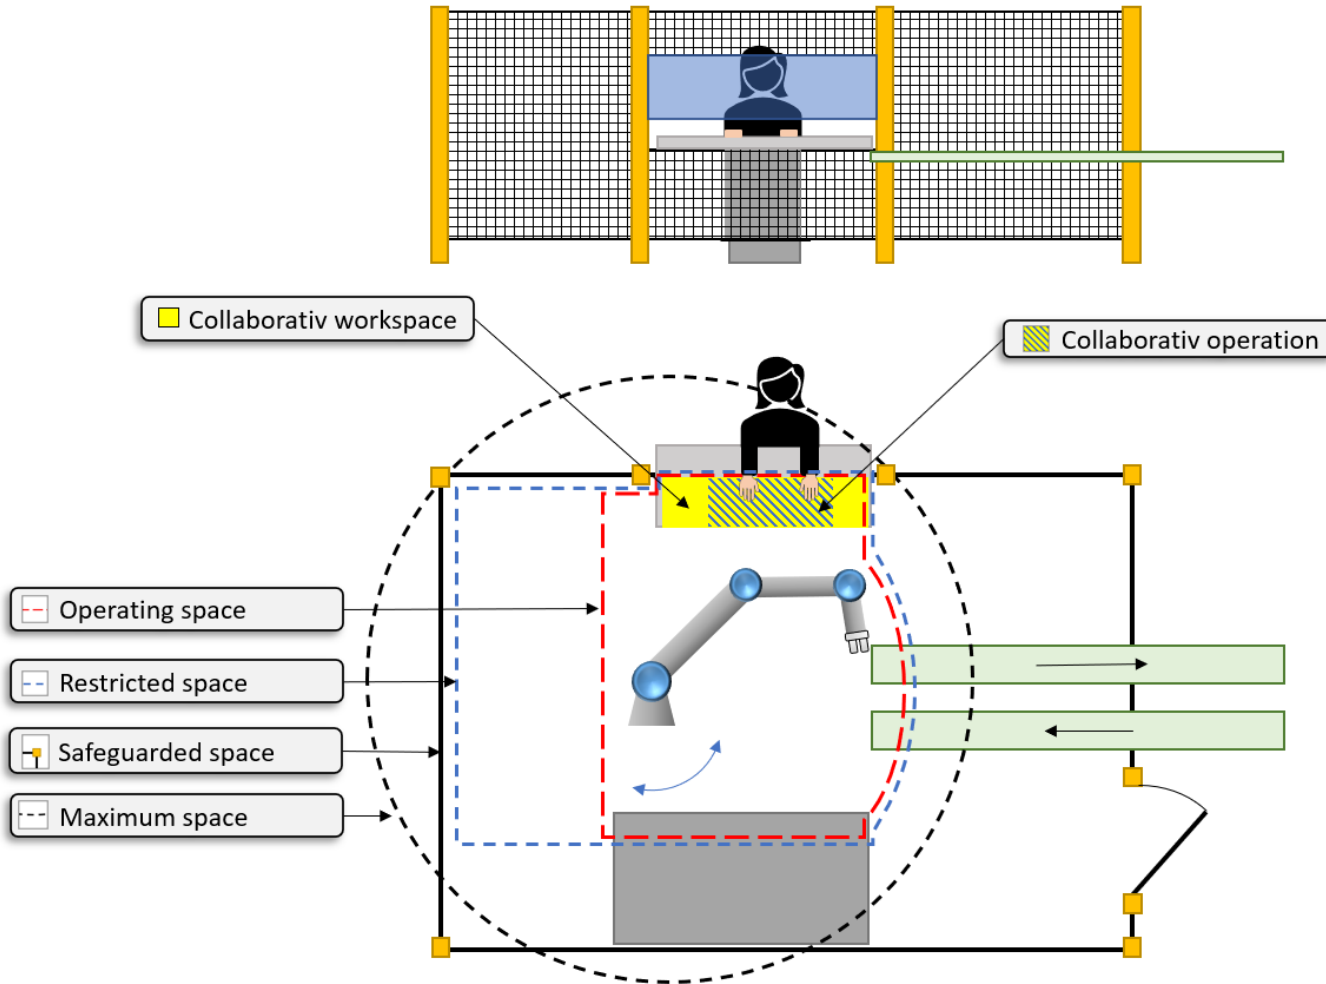 Collaborativ workspace
Collaborativ operation
Operating space
Restricted space
Safeguarded space
Maximum space